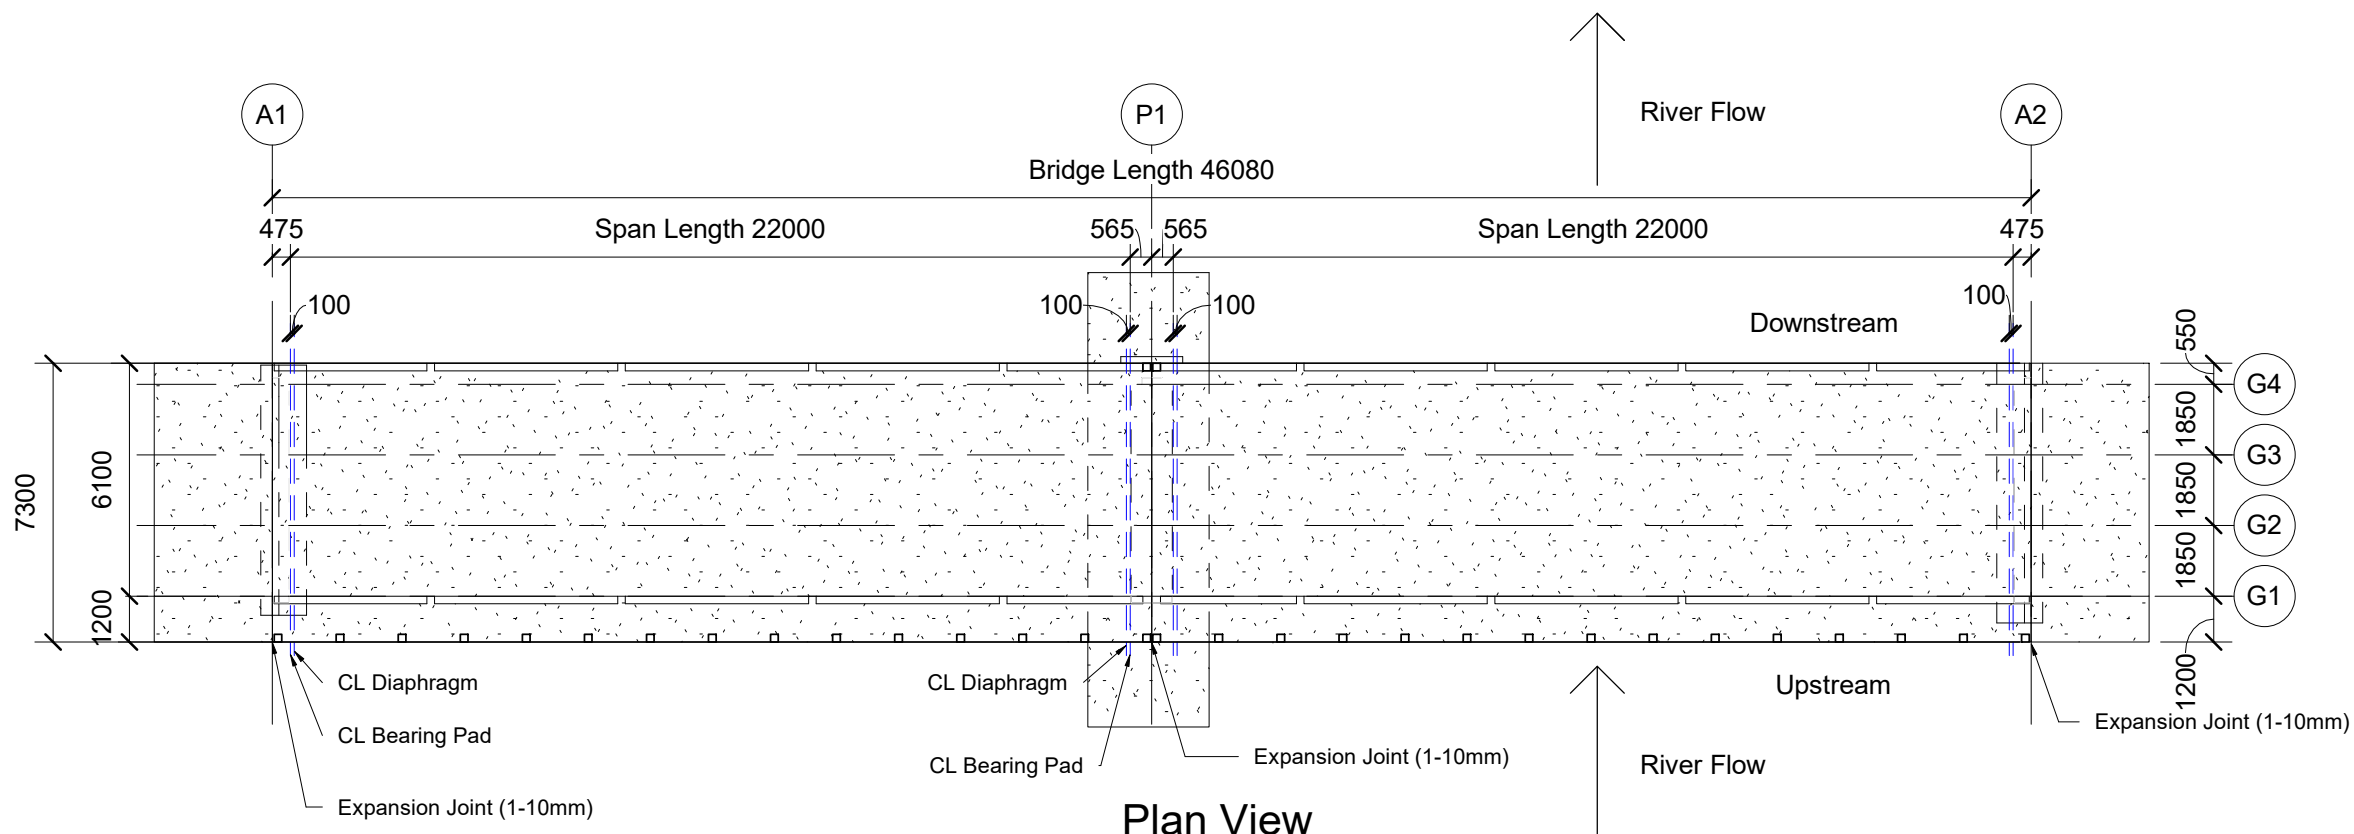 River Flow
A1
P1
A2
Bridge Length 46080
475
Span Length 22000
565
565
Span Length 22000
475
100
100
100
100
Downstream
550
G4
1850
G3
6100
7300
1850
G2
1850
G1
1200
1200
CL Diaphragm
CL Diaphragm
Upstream
CL Bearing Pad
Expansion Joint (1-10mm)
CL Bearing Pad
Expansion Joint (1-10mm)
River Flow
Expansion Joint (1-10mm)
Plan View